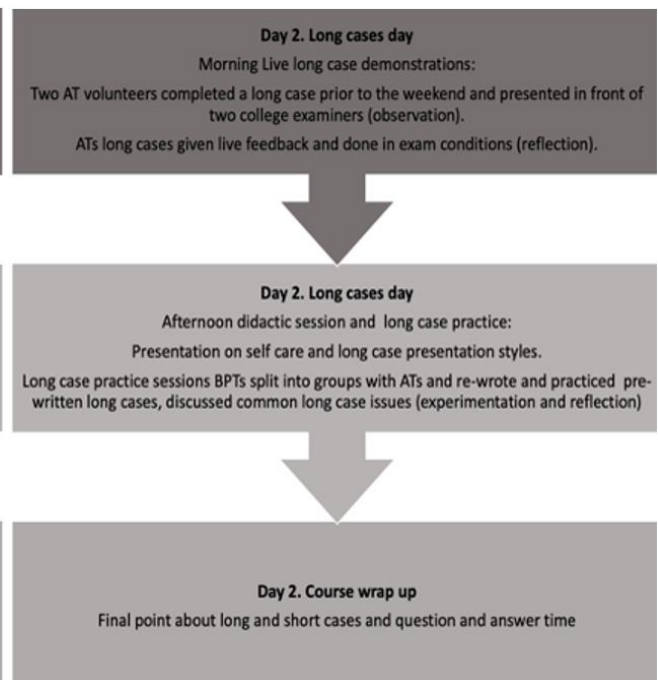 Day 2. Long cases day
Morning Live long case demonstrations:
Two AT volunteers completed a long case prior to the weekend and presented in front of
two college examiners (observation).
ATs long cases given live feedback and done in exam conditions (reflection).
Day 2. Long cases day
Afternoon didactic session and long case practice:
Presentation on self care and long case presentation styles.
Long case practice sessions BPTs split into groups with ATs and re-wrote and practiced pre-
written long cases, discussed common long case issues (experimentation and reflection)
Day 2. Course wrap up
Final point about long and short cases and question and answer time